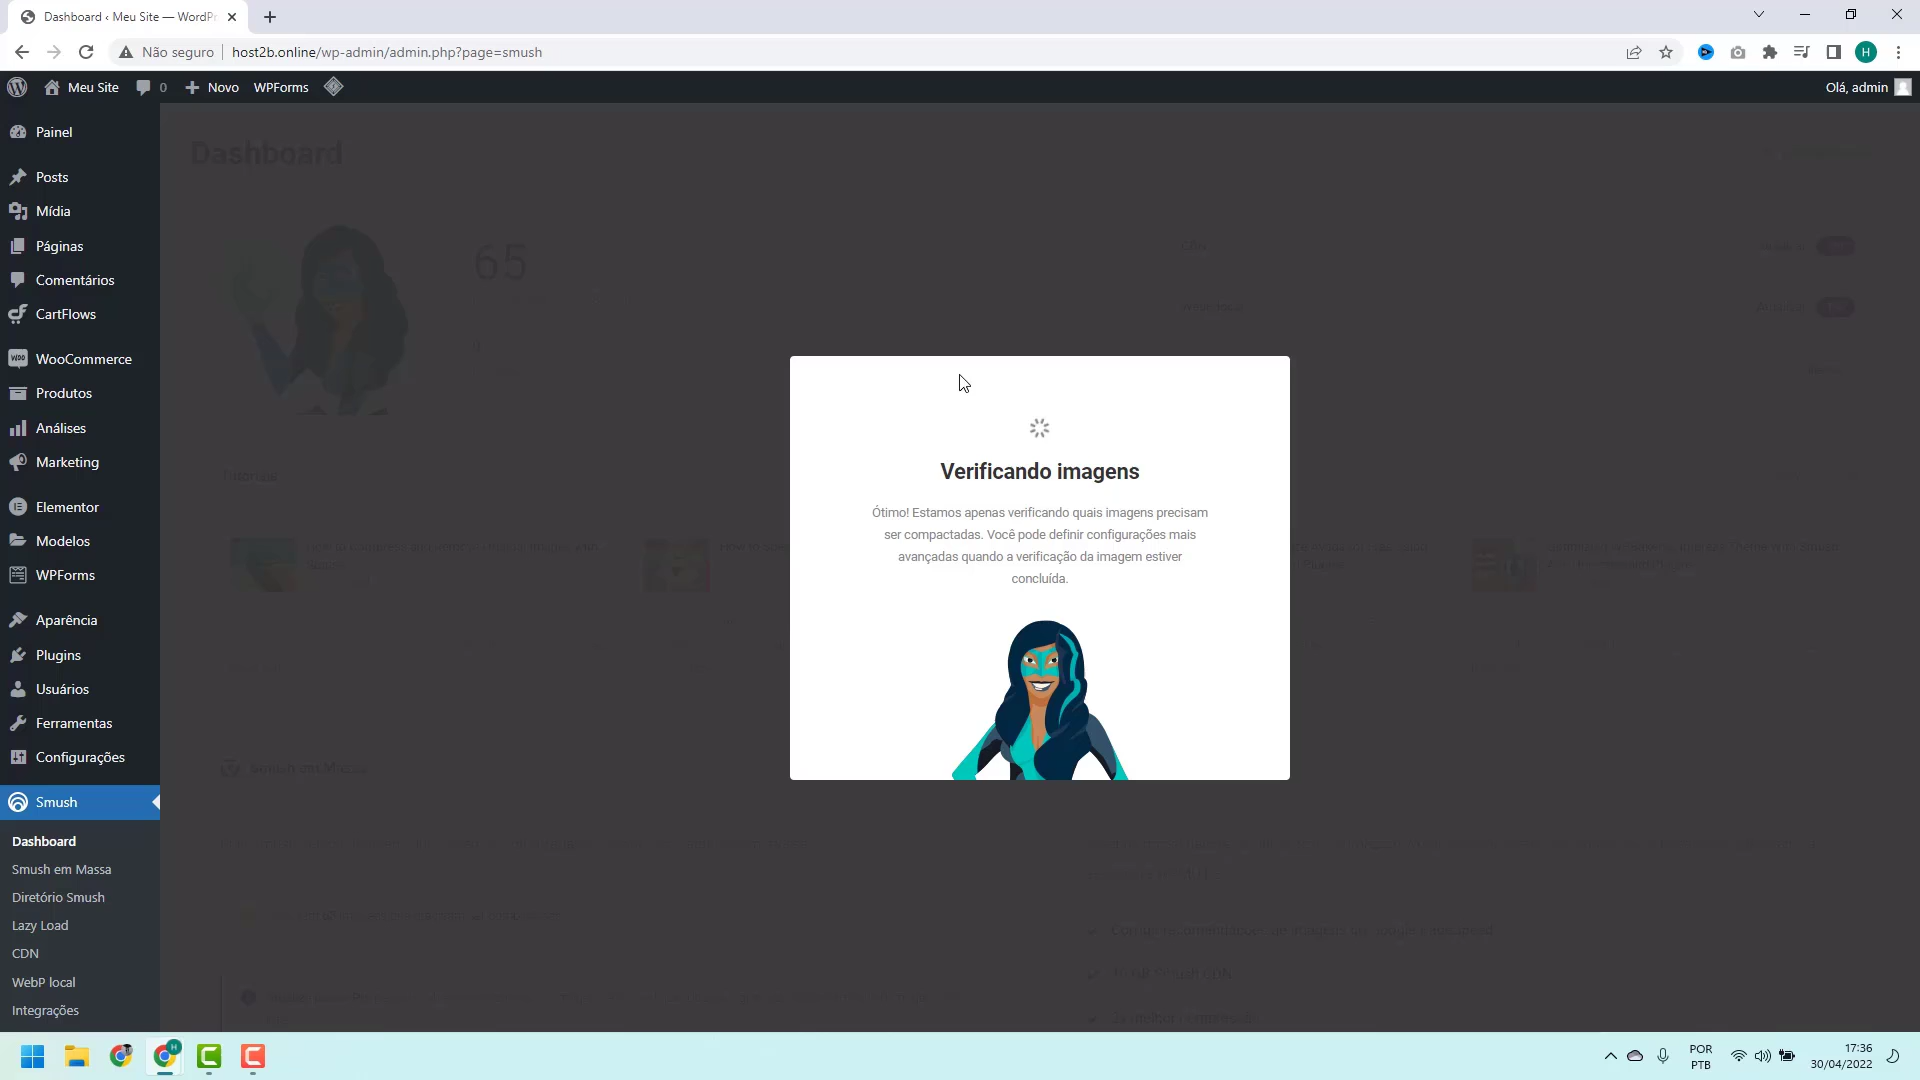 Dashboard ‹ Meu Site — WordPr
Não seguro
host2b.online/wp-admin/admin.php?page=smush
H
Meu Site
0
Novo
WPForms
Olá, admin
Painel
Posts
Mídia
Páginas
Comentários
CartFlows
WooCommerce
Produtos
Análises
Marketing
Elementor
Modelos
WPForms
Aparência
Plugins
Usuários
Ferramentas
Configurações
Smush
Dashboard
Smush em Massa
Diretório Smush
Lazy Load
CDN
WebP local
Integrações
Dashboard
65
Verificando imagens
Ótimo! Estamos apenas verificando quais imagens precisam
ser compactadas. Você pode definir configurações mais
avançadas quando a verificação da imagem estiver
concluída.
POR
PTB
17:36
30/04/2022